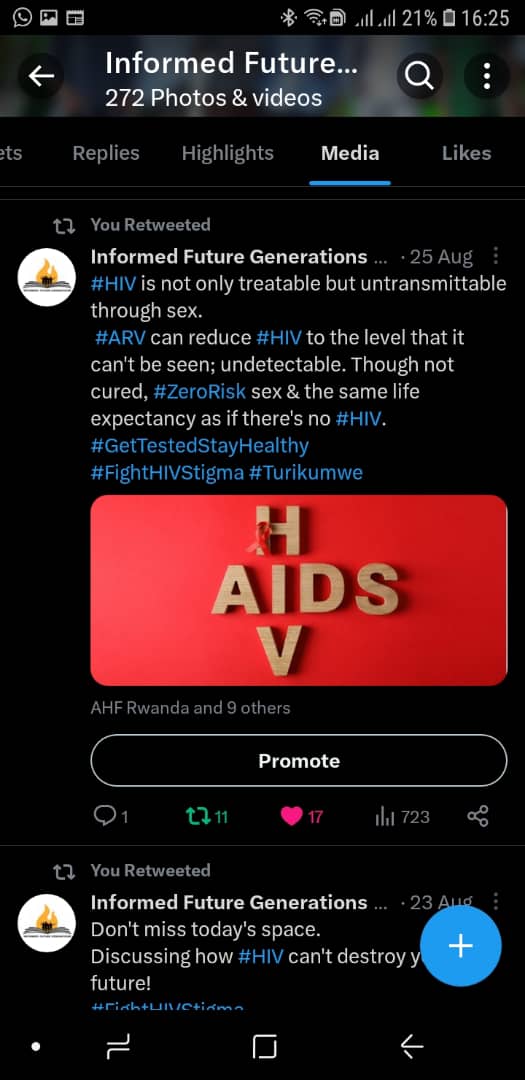 21% 16:25
Informed Future...
272 Photos & videos
ets Replies Highlights Media Likes
You Retweeted
Informed Future Generations ... · 25 Aug
#HIV is not only treatable but untransmittable
through sex.
#ARV can reduce #HIV to the level that it
can't be seen; undetectable. Though not
cured, #ZeroRisk sex & the same life
expectancy as if there's no #HIV.
#GetTestedStayHealthy
#FightHIVStigma #Turikumwe
H
AIDS
V
AHF Rwanda and 9 others
Promote
1 11 17 723
You Retweeted
Informed Future Generations ... · 23 Aug
Don't miss today's space.
Discussing how #HIV can't destroy y
future!
#FightHIVStigma